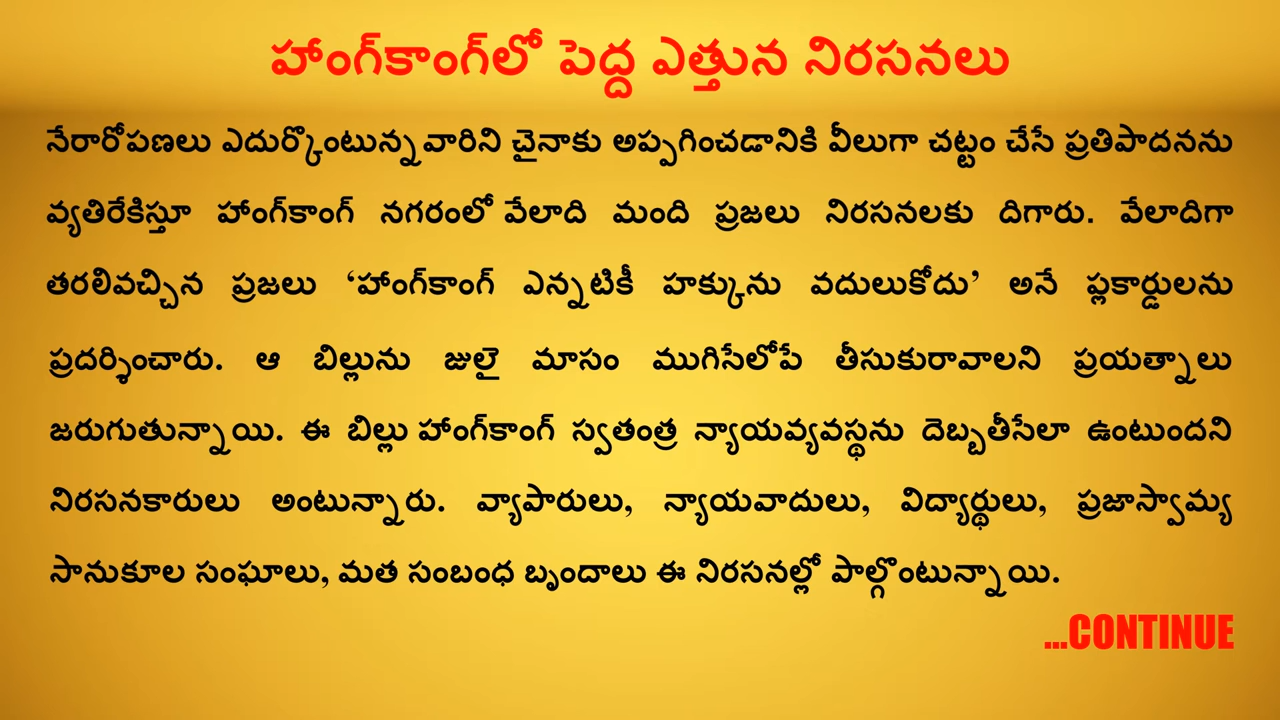 హాంగ్‌కాంగ్‌లో పెద్ద ఎత్తున నిరసనలు
నేరారోపణలు ఎదుర్కొంటున్నవారిని చైనాకు అప్పగించడానికి వీలుగా చట్టం చేసే ప్రతిపాదనను
వ్యతిరేకిస్తూ హాంగ్‌కాంగ్ నగరంలో వేలాది మంది ప్రజలు నిరసనలకు దిగారు. వేలాదిగా
తరలివచ్చిన ప్రజలు ‘హాంగ్‌కాంగ్ ఎన్నటికీ హక్కును వదులుకోదు’ అనే ప్లకార్డులను
ప్రదర్శించారు. ఆ బిల్లును జులై మాసం ముగిసేలోపే తీసుకురావాలని ప్రయత్నాలు
జరుగుతున్నాయి. ఈ బిల్లు హాంగ్‌కాంగ్ స్వతంత్ర న్యాయవ్యవస్థను దెబ్బతీసేలా ఉంటుందని
నిరసనకారులు అంటున్నారు. వ్యాపారులు, న్యాయవాదులు, విద్యార్థులు, ప్రజాస్వామ్య
సానుకూల సంఘాలు, మత సంబంధ బృందాలు ఈ నిరసనల్లో పాల్గొంటున్నాయి.
...CONTINUE